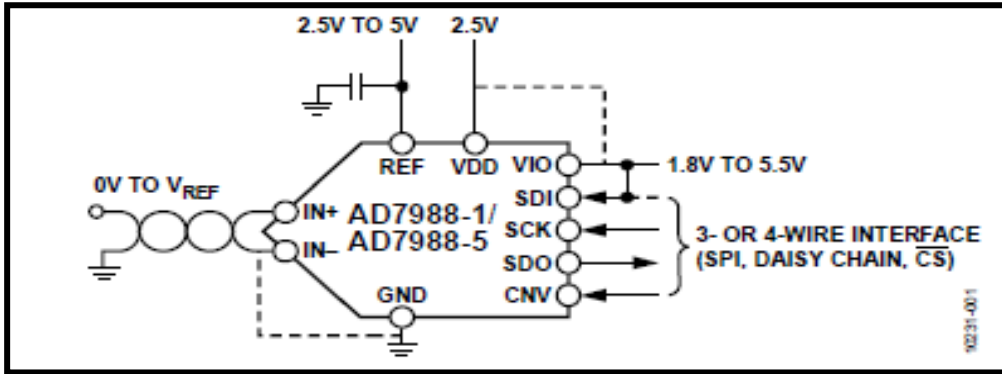 2.5V TO 5V
2.5V
REF
VDD
VIO
1.8V TO 5.5V
0V TO VREF
SDI
IN+
AD7988-1/
AD7988-5
SCK
3- OR 4-WIRE INTERFACE
(SPI, DAISY CHAIN, C̅S̅)
IN–
SDO
GND
CNV
10231-001